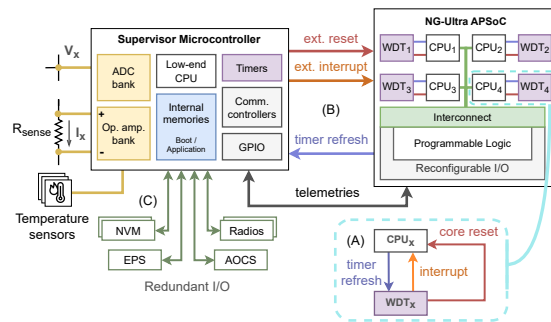 Supervisor Microcontroller
NG-Ultra APSoC
Vx
ADC
bank
Low-end
CPU
Timers
ext. reset
ext. interrupt
WDT1
CPU1
CPU2
WDT2
WDT3
CPU3
CPU4
WDT4
Rsense
Ix
+
Op. amp.
bank
-
Internal
memories
Boot /
Application
Comm.
controllers
GPIO
(B)
timer refresh
Interconnect
Programmable Logic
Reconfigurable I/O
telemetries
Temperature
sensors
(C)
NVM
Radios
EPS
AOCS
Redundant I/O
(A)
CPUx
core reset
timer
refresh
interrupt
WDTx